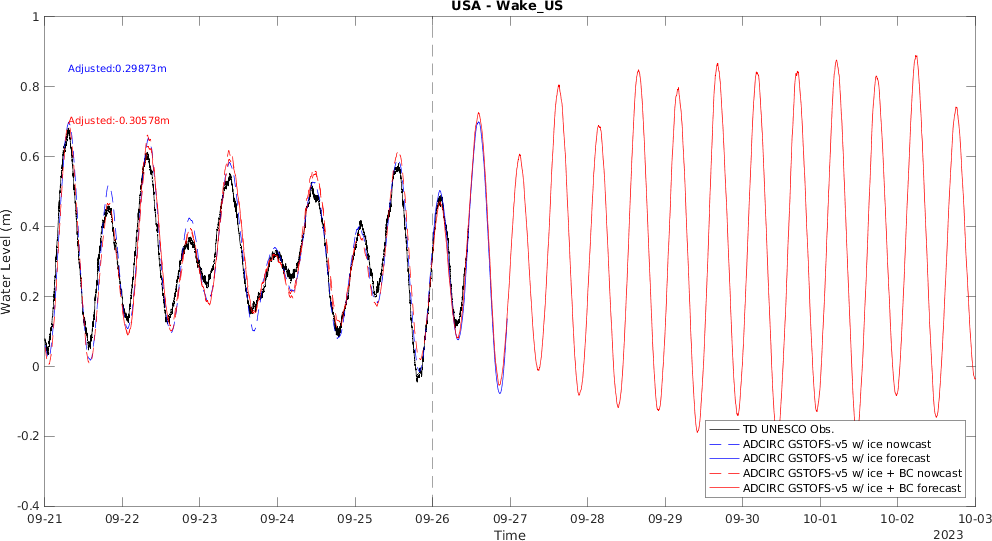 USA - Wake_US
Water Level (m)
1
0.8
0.6
0.4
0.2
0
-0.2
-0.4
Adjusted:0.29873m
Adjusted:-0.30578m
TD UNESCO Obs.
ADCIRC GSTOFS-v5 w/ ice nowcast
ADCIRC GSTOFS-v5 w/ ice forecast
ADCIRC GSTOFS-v5 w/ ice + BC nowcast
ADCIRC GSTOFS-v5 w/ ice + BC forecast
09-21 09-22 09-23 09-24 09-25 09-26 09-27 09-28 09-29 09-30 10-01 10-02 10-03
Time
2023